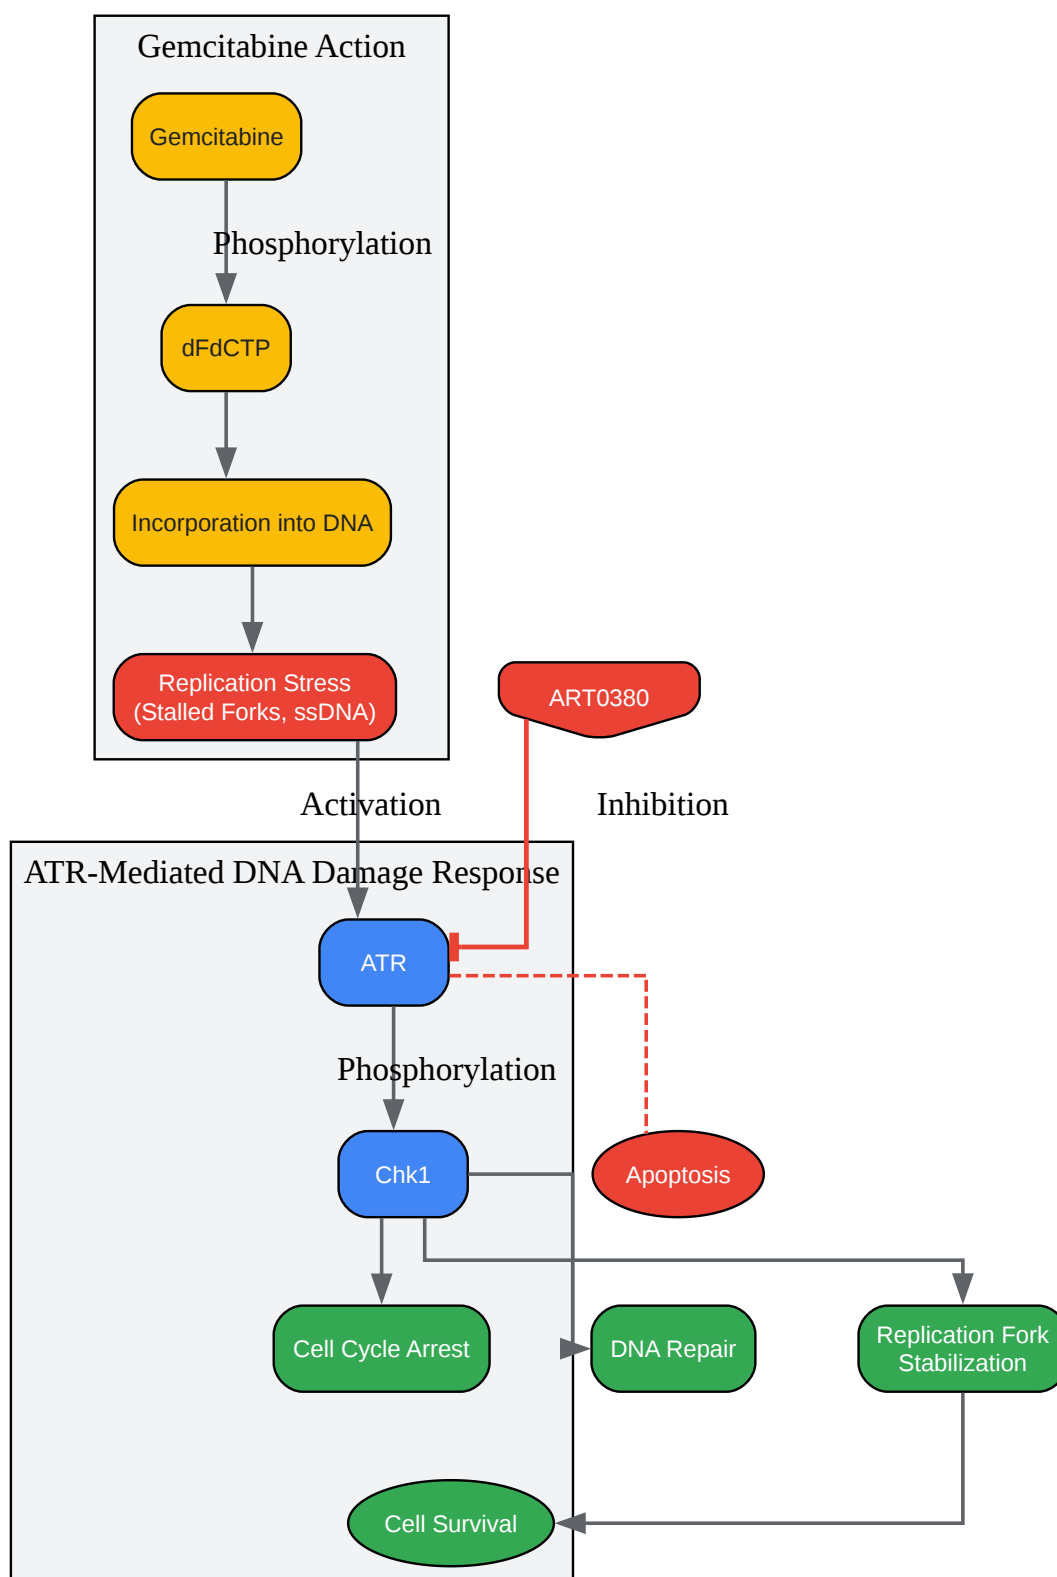 Gemcitabine Action
Gemcitabine
Phosphorylation
dFdCTP
Incorporation into DNA
Replication Stress
(Stalled Forks, ssDNA)
ART0380
Activation
Inhibition
ATR-Mediated DNA Damage Response
ATR
Phosphorylation
Chk1
Apoptosis
Cell Cycle Arrest
DNA Repair
Replication Fork
Stabilization
Cell Survival